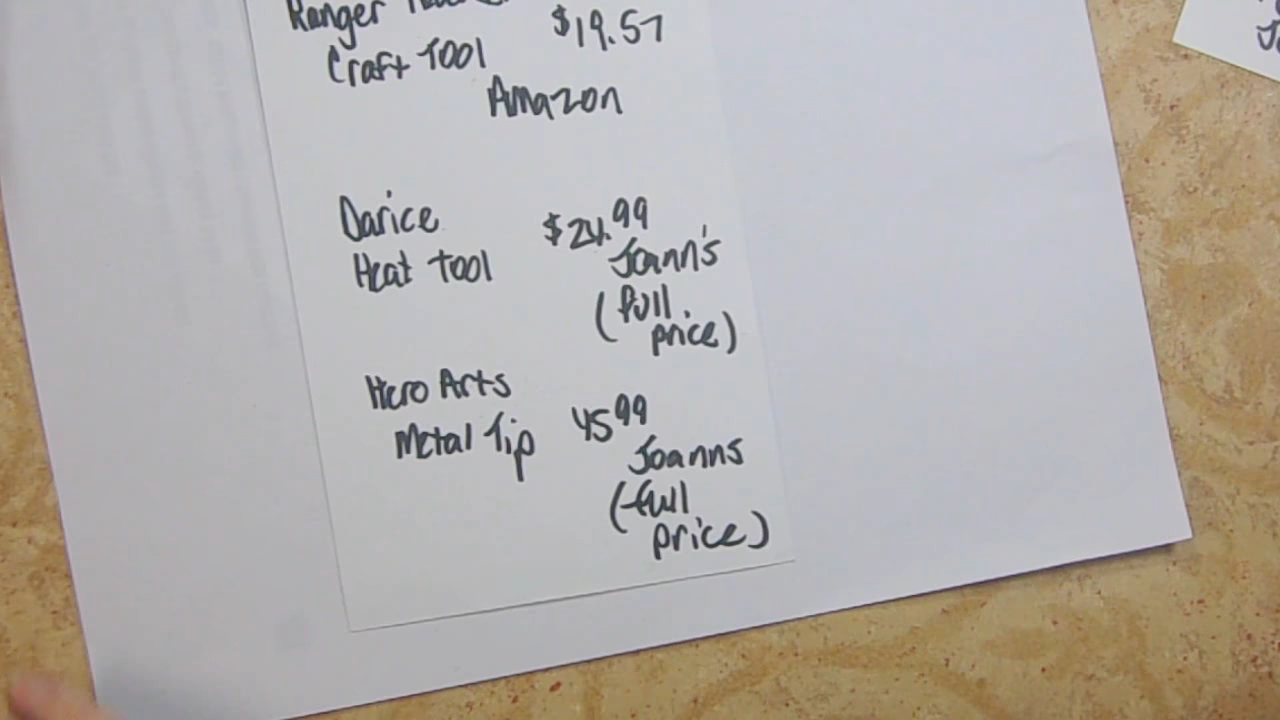 Ranger
Craft Tool $19.57
Amazon
Darice $24.99
Heat Tool Joann's
(full
price)
Hero Arts
Metal Tip 45 99
Joanns
(full
price)